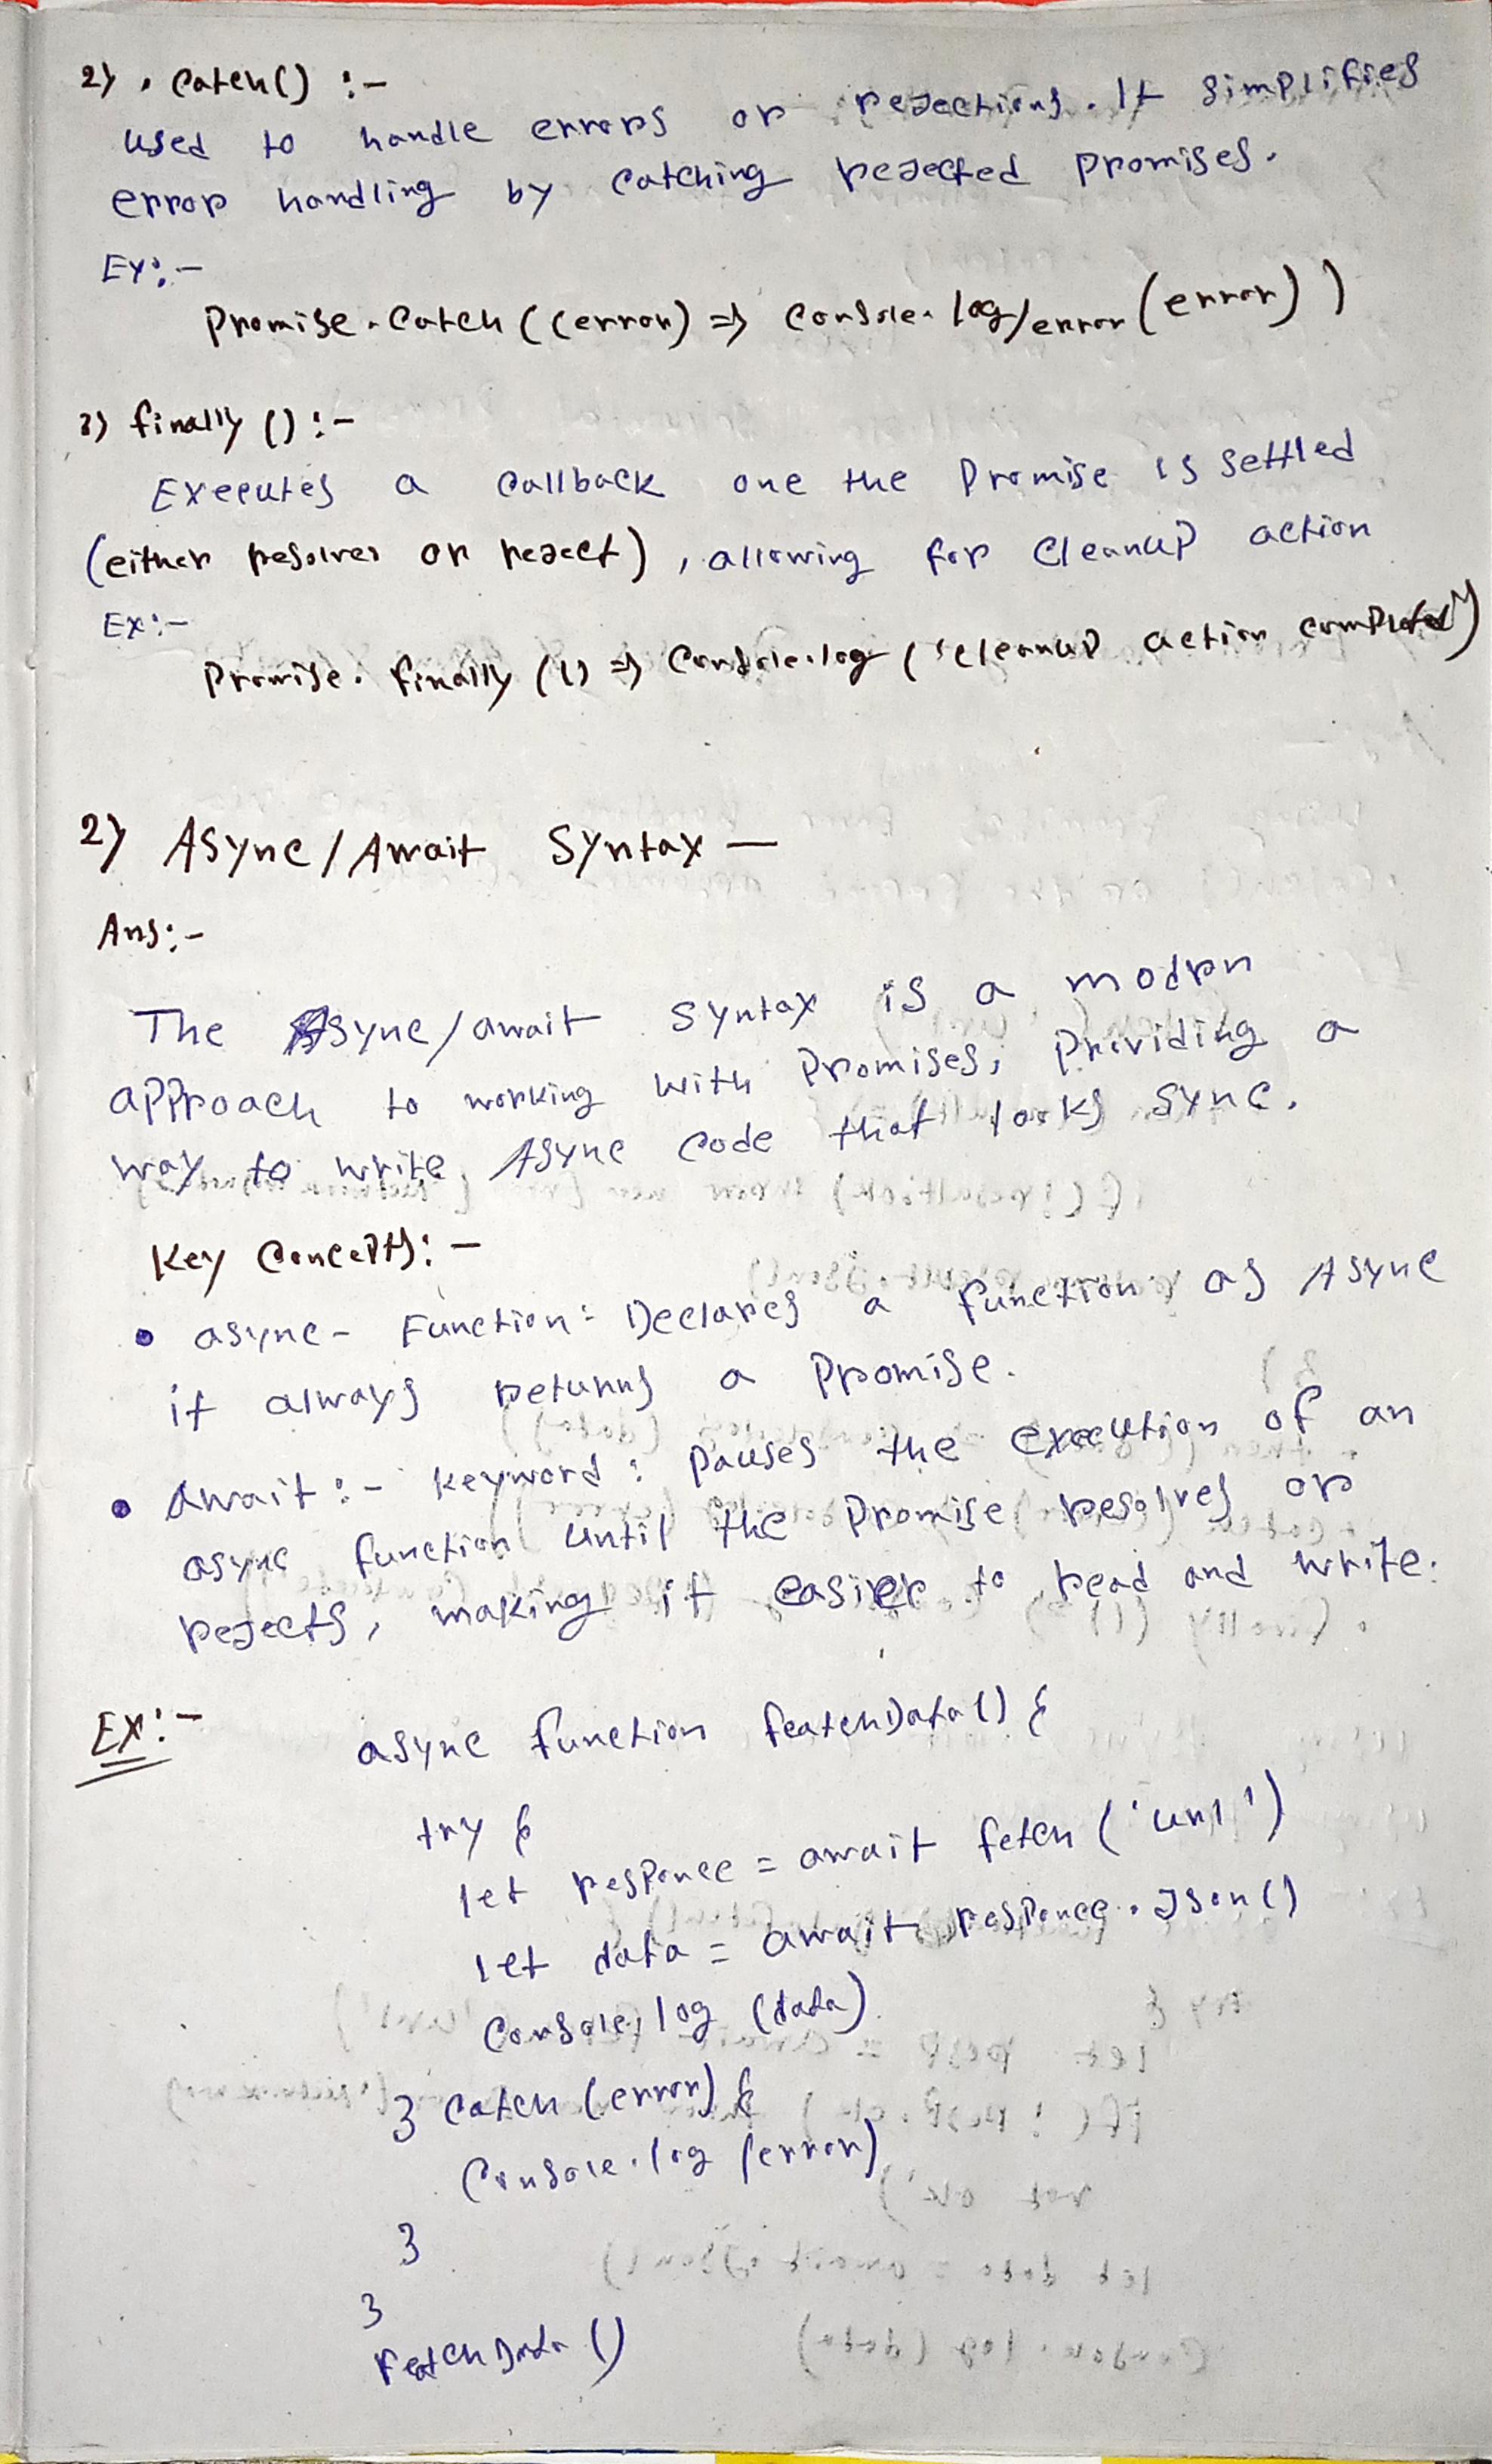 2) . Catch() :-
used to handle errors or rejections. It simplifies
error handling by catching rejected promises.
EX:-
Promise.Catch ((error) => Console. log/error (error) )
3) finally () :-
Executes a callback one the Promise is settled
(either resolves or reject) , allowing for cleanup action
EX:-
Promise. finally (() => Console.log ('cleanup action completed')
2) ASync / Await Syntax —
Ans:-
The Async / await Syntax is a modrn
approach to working with Promises, Prividing a
way to write Async code that looks Sync.
Key Concepts: -
• async - Function : Declares a function as Async
it always returns a Promise.
• Await :- keyword : Pauses the execution of an
async function until the Promise resolves or
rejects, making it easier to read and write.
EX:-
async function featchData() {
try {
let responce = await fetch ('url')
let data = await responce. Json()
Console. log (data)
} Catch (error) {
Console. log (error)
}
}
FeatchData ()